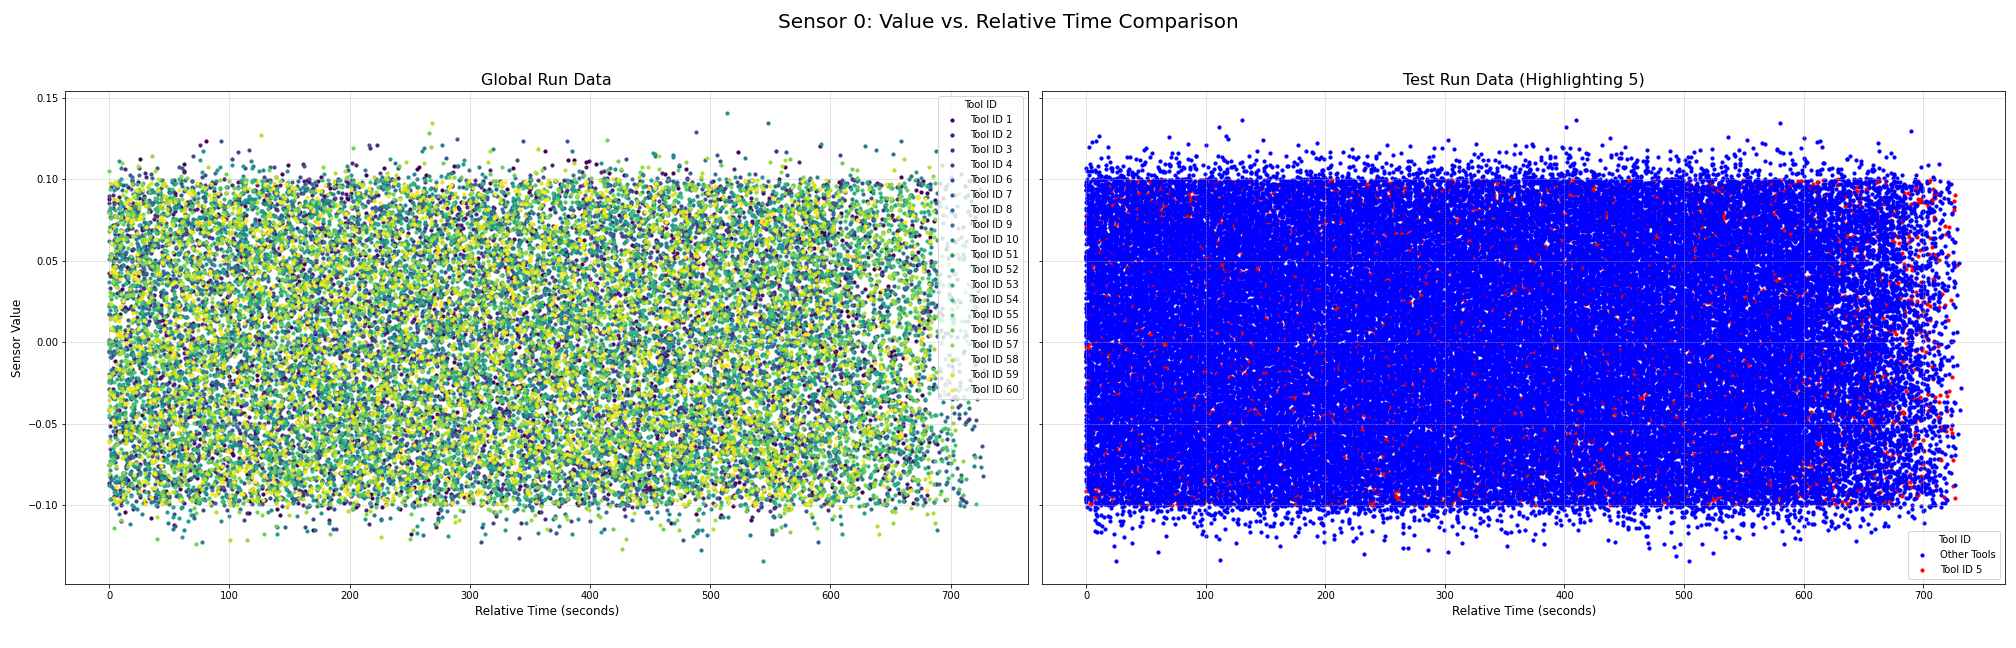 Sensor 0: Value vs. Relative Time Comparison
Global Run Data
Sensor Value
0.15
0.10
0.05
0.00
−0.05
−0.10
0
100
200
300
400
500
600
700
Relative Time (seconds)
Tool ID
Tool ID 1
Tool ID 2
Tool ID 3
Tool ID 4
Tool ID 6
Tool ID 7
Tool ID 8
Tool ID 9
Tool ID 10
Tool ID 51
Tool ID 52
Tool ID 53
Tool ID 54
Tool ID 55
Tool ID 56
Tool ID 57
Tool ID 58
Tool ID 59
Tool ID 60
Test Run Data (Highlighting 5)
0
100
200
300
400
500
600
700
Relative Time (seconds)
Tool ID
Other Tools
Tool ID 5